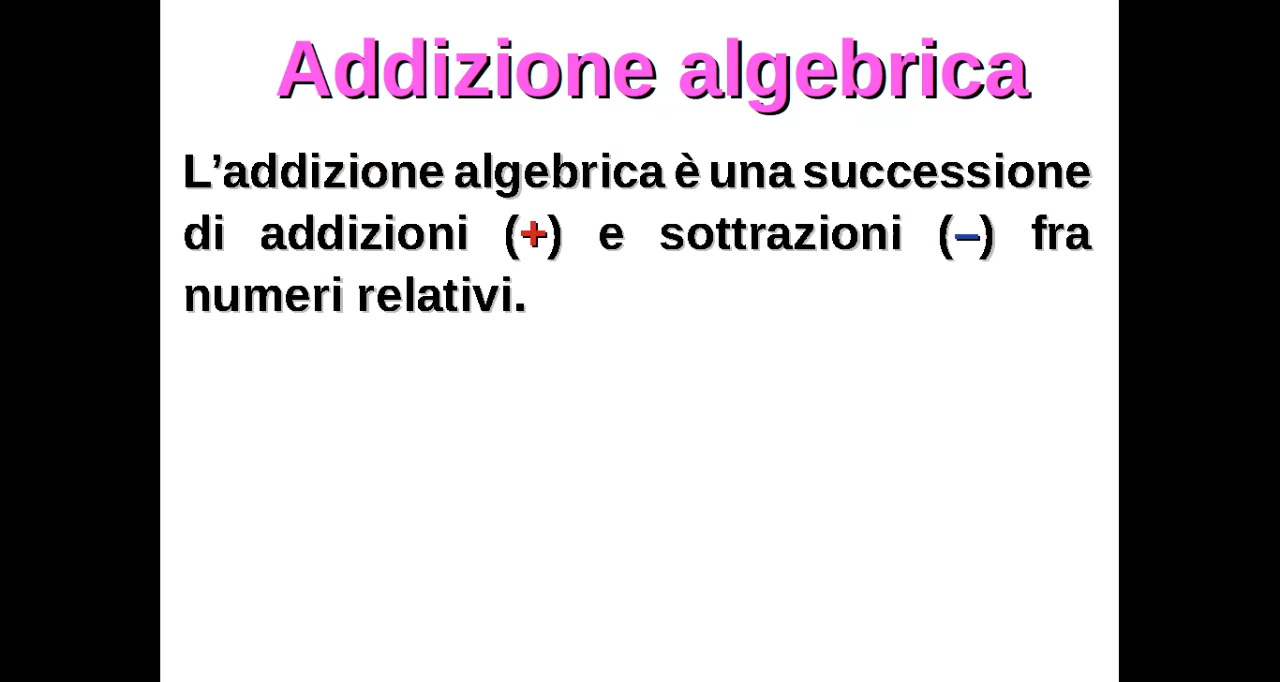 Addizione algebrica
L’addizione algebrica è una successione
di addizioni (+) e sottrazioni (–) fra
numeri relativi.